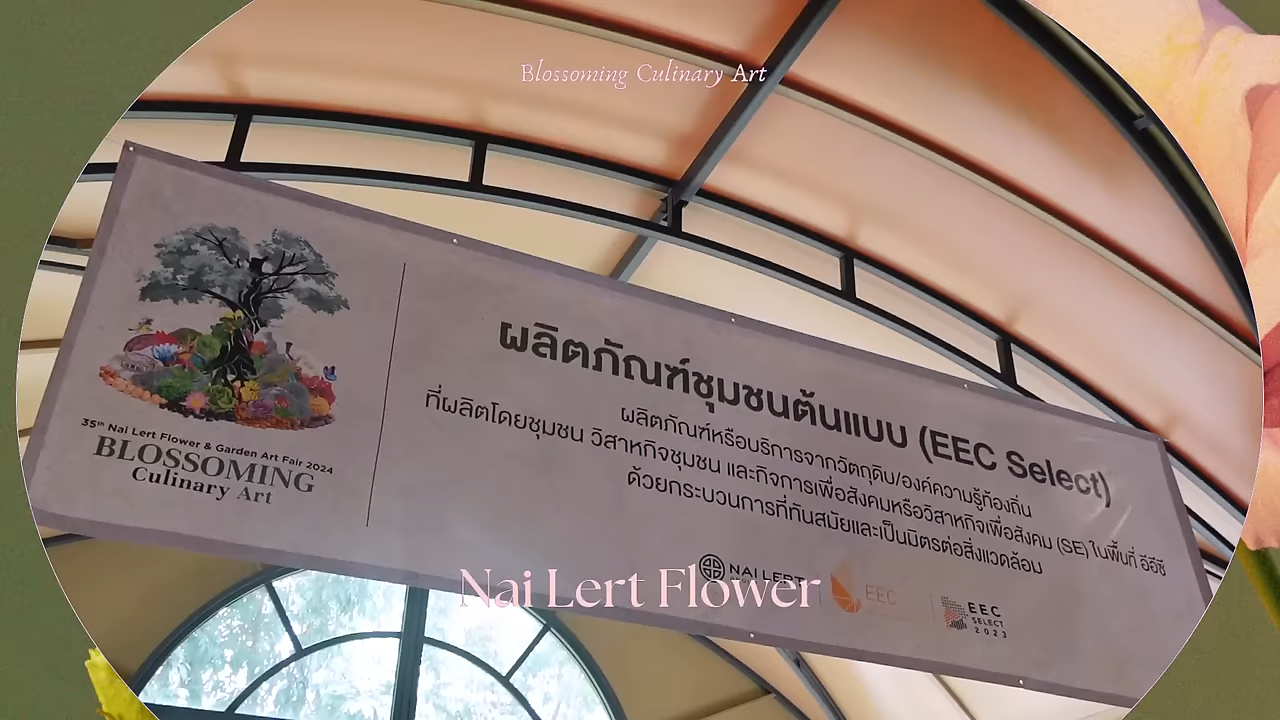 Blossoming Culinary Art
35th Nai Lert Flower & Garden Art Fair 2024
BLOSSOMING
Culinary Art
ผลิตภัณฑ์ชุมชนต้นแบบ (EEC Select)
ผลิตภัณฑ์หรือบริการจากวัตถุดิบ/องค์ความรู้ท้องถิ่น
ที่ผลิตโดยชุมชน วิสาหกิจชุมชน และกิจการเพื่อสังคมหรือวิสาหกิจเพื่อสังคม (SE) ในพื้นที่ อีอีซี
ด้วยกระบวนการที่ทันสมัยและเป็นมิตรต่อสิ่งแวดล้อม
NAI LERT
EEC
EEC
SELECT
2023
Nai Lert Flower